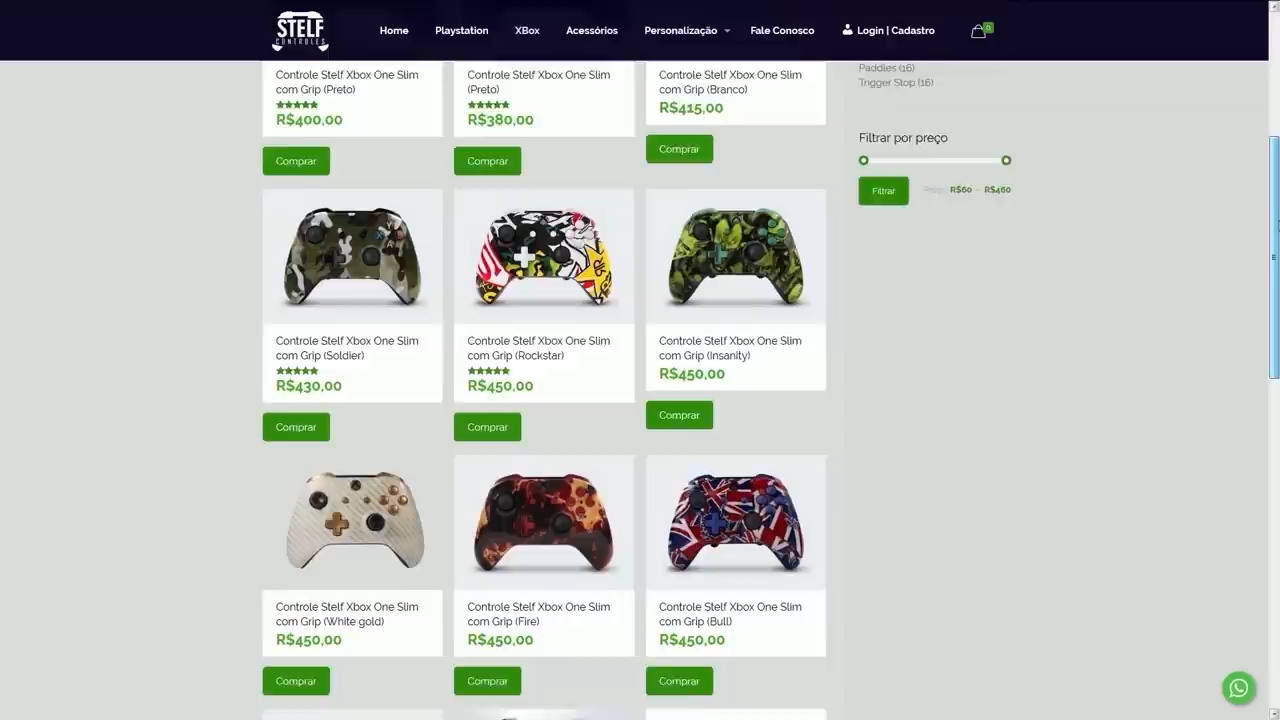 STELF
CONTROLES
Home
Playstation
XBox
Acessórios
Personalização
Fale Conosco
Login | Cadastro
0
Controle Stelf Xbox One Slim
com Grip (Preto)
R$400,00
Comprar
Controle Stelf Xbox One Slim
(Preto)
R$380,00
Comprar
Controle Stelf Xbox One Slim
com Grip (Branco)
R$415,00
Comprar
Paddles (16)
Trigger Stop (16)
Filtrar por preço
Filtrar
Preço: R$60 — R$460
Controle Stelf Xbox One Slim
com Grip (Soldier)
R$430,00
Comprar
Controle Stelf Xbox One Slim
com Grip (Rockstar)
R$450,00
Comprar
Controle Stelf Xbox One Slim
com Grip (Insanity)
R$450,00
Comprar
Controle Stelf Xbox One Slim
com Grip (White gold)
R$450,00
Comprar
Controle Stelf Xbox One Slim
com Grip (Fire)
R$450,00
Comprar
Controle Stelf Xbox One Slim
com Grip (Bull)
R$450,00
Comprar